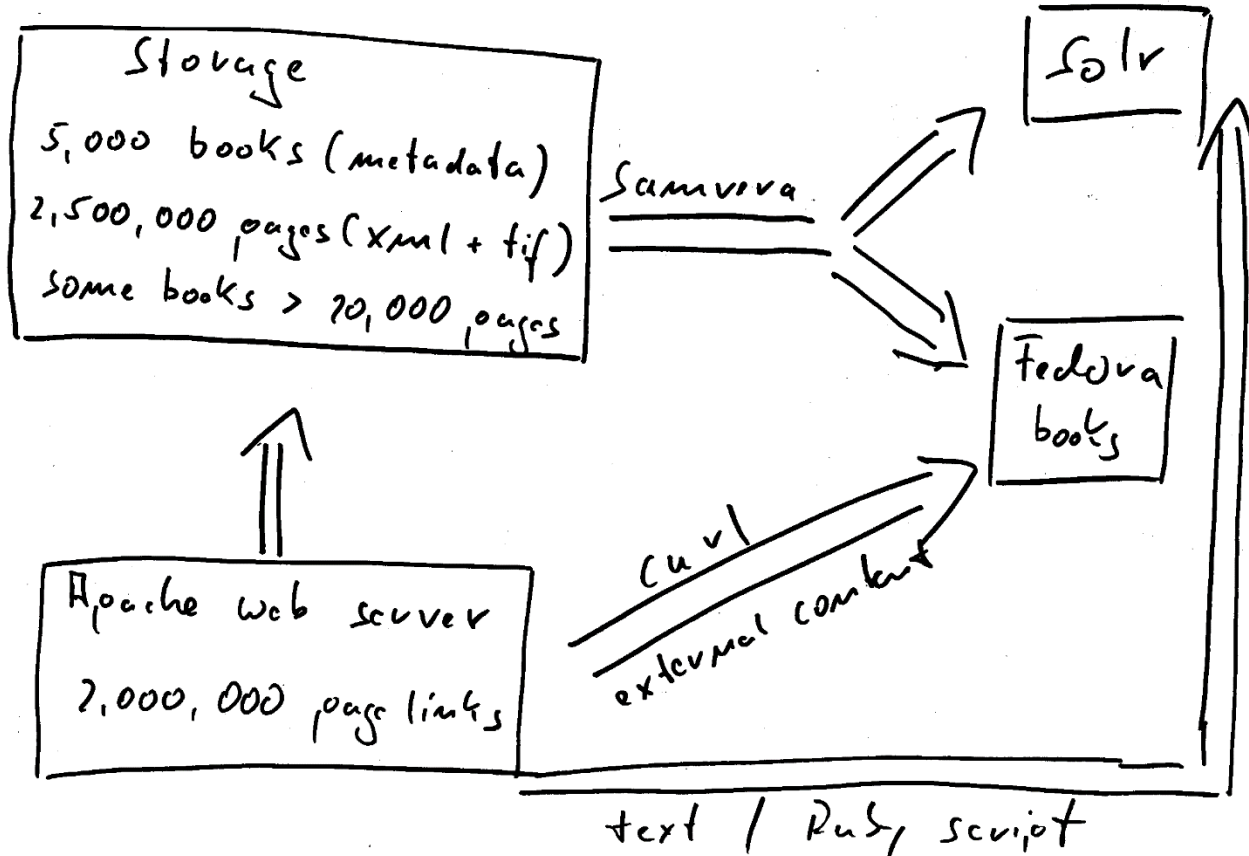 Storage
5,000 books (metadata)
2,500,000 pages (xml + tif)
some books > 20,000 pages
Samvera
Solr
Fedora
books
curl
external content
Apache web server
2,000,000 page links
text / Ruby script